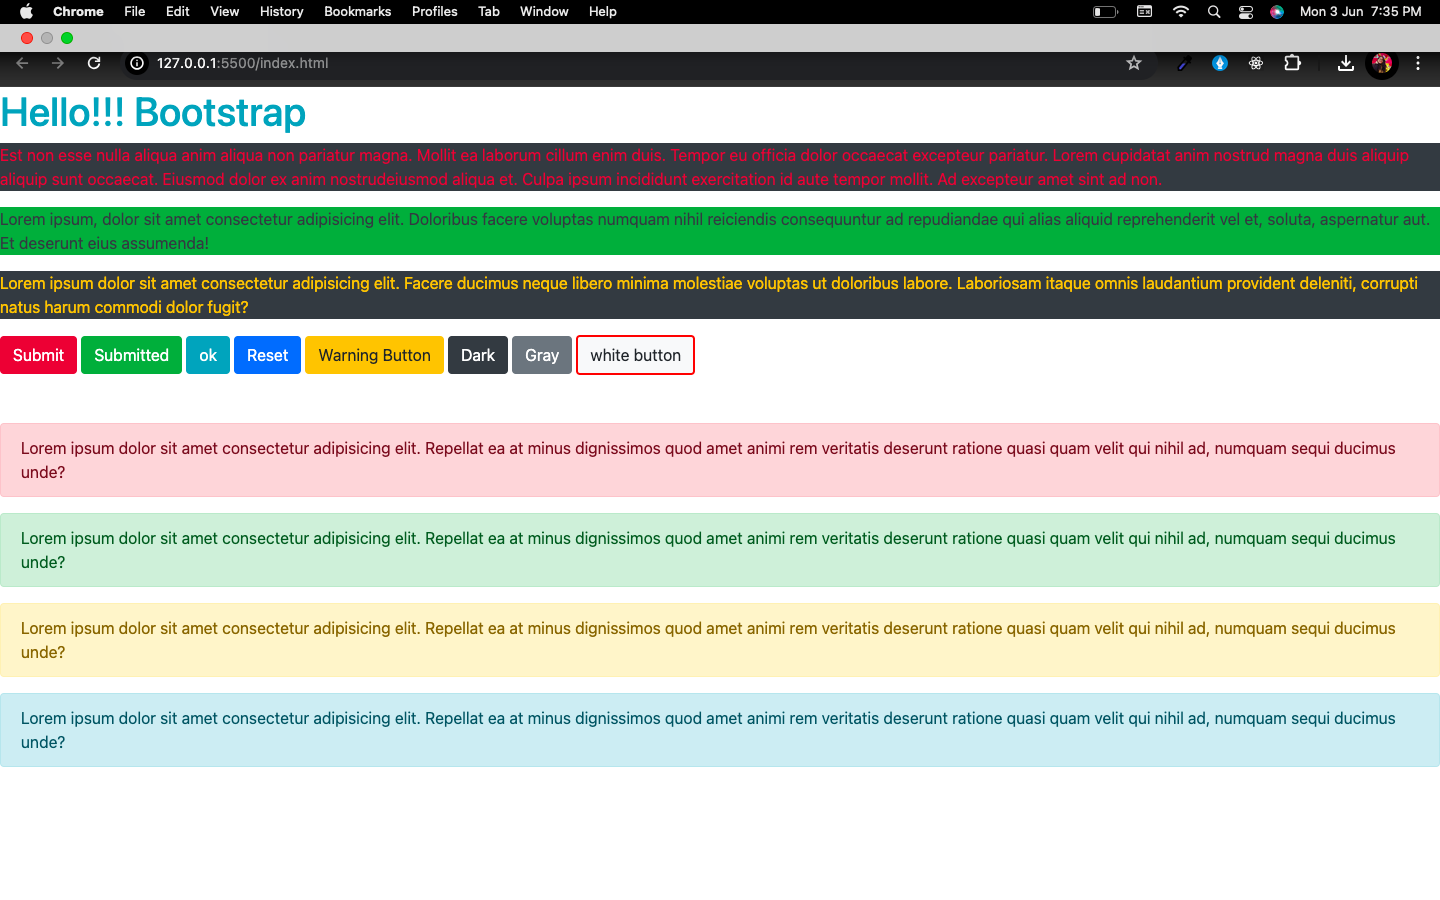 Chrome File Edit View History Bookmarks Profiles Tab Window Help Mon 3 Jun 7:35 PM
127.0.0.1:5500/index.html
Hello!!! Bootstrap
Est non esse nulla aliqua anim aliqua non pariatur magna. Mollit ea laborum cillum enim duis. Tempor eu officia dolor occaecat excepteur pariatur. Lorem cupidatat anim nostrud magna duis aliquip
aliquip sunt occaecat. Eiusmod dolor ex anim nostrudeiusmod aliqua et. Culpa ipsum incididunt exercitation id aute tempor mollit. Ad excepteur amet sint ad non.
Lorem ipsum, dolor sit amet consectetur adipisicing elit. Doloribus facere voluptas numquam nihil reiciendis consequuntur ad repudiandae qui alias aliquid reprehenderit vel et, soluta, aspernatur aut.
Et deserunt eius assumenda!
Lorem ipsum dolor sit amet consectetur adipisicing elit. Facere ducimus neque libero minima molestiae voluptas ut doloribus labore. Laboriosam itaque omnis laudantium provident deleniti, corrupti
natus harum commodi dolor fugit?
Submit Submitted ok Reset Warning Button Dark Gray white button
Lorem ipsum dolor sit amet consectetur adipisicing elit. Repellat ea at minus dignissimos quod amet animi rem veritatis deserunt ratione quasi quam velit qui nihil ad, numquam sequi ducimus
unde?
Lorem ipsum dolor sit amet consectetur adipisicing elit. Repellat ea at minus dignissimos quod amet animi rem veritatis deserunt ratione quasi quam velit qui nihil ad, numquam sequi ducimus
unde?
Lorem ipsum dolor sit amet consectetur adipisicing elit. Repellat ea at minus dignissimos quod amet animi rem veritatis deserunt ratione quasi quam velit qui nihil ad, numquam sequi ducimus
unde?
Lorem ipsum dolor sit amet consectetur adipisicing elit. Repellat ea at minus dignissimos quod amet animi rem veritatis deserunt ratione quasi quam velit qui nihil ad, numquam sequi ducimus
unde?